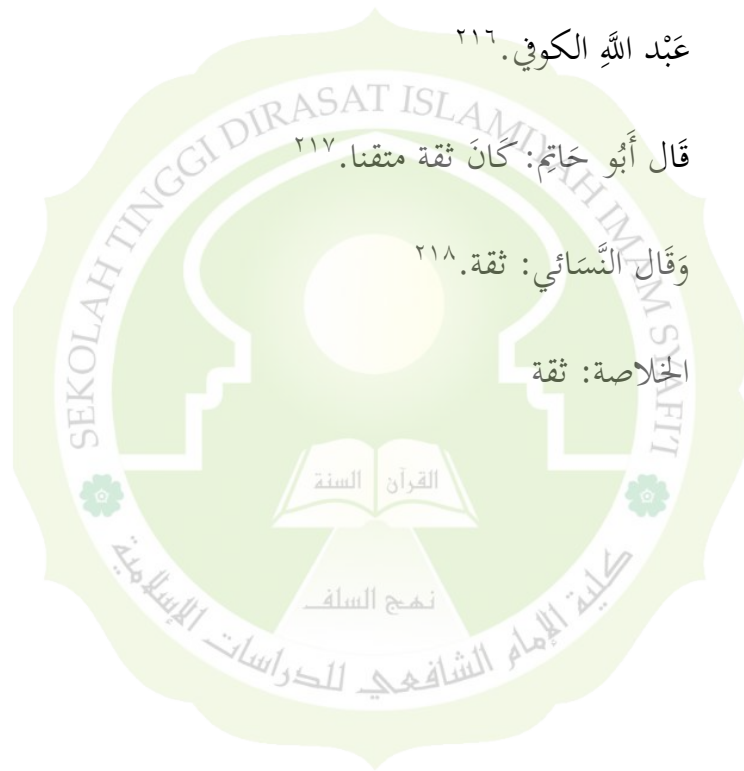 عَبْد اللَّهِ الكوفي.٢١٦
قَال أَبُو حَاتِمٍ: كَانَ ثقة متقنا.٢١٧
وَقَال النَّسَائي: ثقة.٢١٨
الخلاصة: ثقة
SEKOLAH TINGGI DIRASAT ISLAMIYAH IMAM SYAFI'I
القرآن السنة
نهج السلف
كلية الإمام الشافعي للدراسات الإسلامية